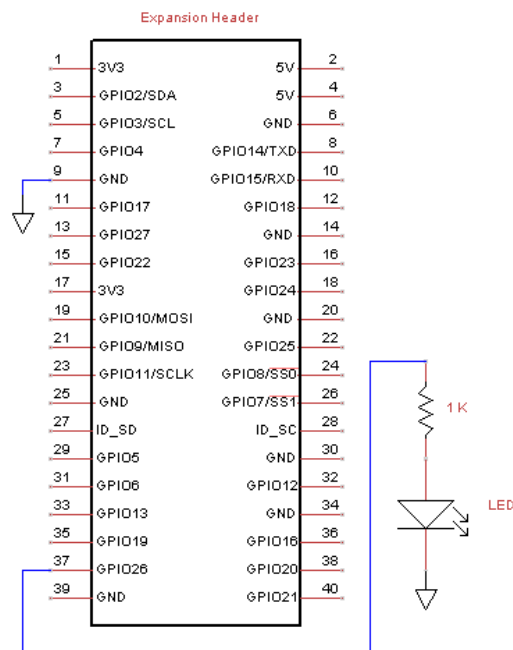 Expansion Header
1 3V3 5V 2
3 GPIO2/SDA 5V 4
5 GPIO3/SCL GND 6
7 GPIO4 GPIO14/TXD 8
9 GND GPIO15/RXD 10
11 GPIO17 GPIO18 12
13 GPIO27 GND 14
15 GPIO22 GPIO23 16
17 3V3 GPIO24 18
19 GPIO10/MOSI GND 20
21 GPIO9/MISO GPIO25 22
23 GPIO11/SCLK GPIO8/SS0 24
25 GND GPIO7/SS1 26
27 ID_SD ID_SC 28
29 GPIO5 GND 30
31 GPIO6 GPIO12 32
33 GPIO13 GND 34
35 GPIO19 GPIO16 36
37 GPIO26 GPIO20 38
39 GND GPIO21 40
1K
LED